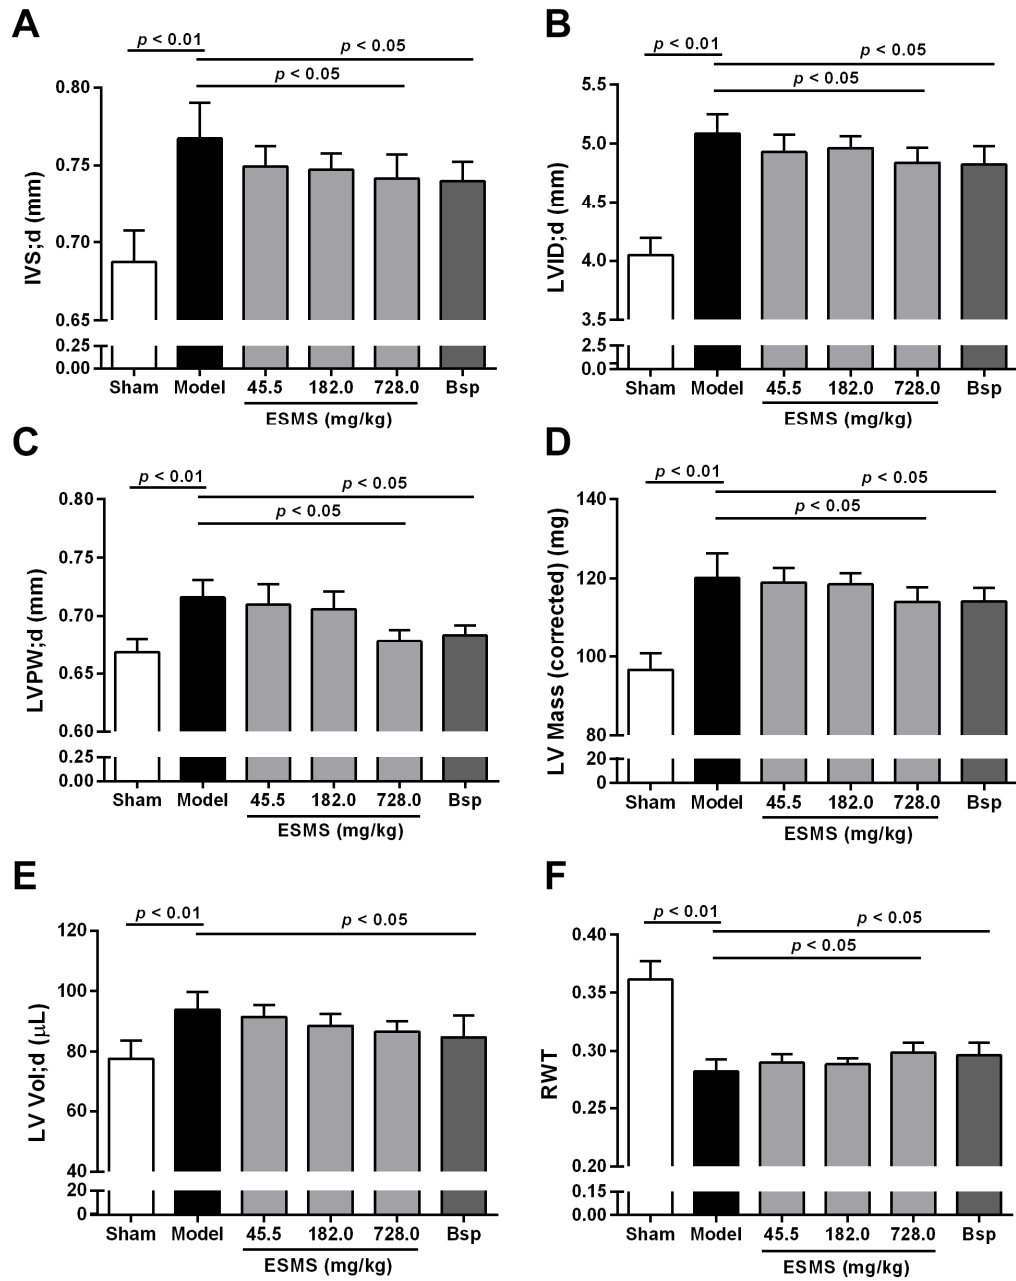 A
p < 0.01
p < 0.05
p < 0.05
IVS;d (mm)
0.80
0.75
0.70
0.65
0.25
0.00
Sham Model 45.5 182.0 728.0 Bsp
ESMS (mg/kg)
B
p < 0.01
p < 0.05
p < 0.05
LVID;d (mm)
5.5
5.0
4.5
4.0
3.5
2.5
0.0
Sham Model 45.5 182.0 728.0 Bsp
ESMS (mg/kg)
C
p < 0.01
p < 0.05
p < 0.05
LVPW;d (mm)
0.80
0.75
0.70
0.65
0.60
0.25
0.00
Sham Model 45.5 182.0 728.0 Bsp
ESMS (mg/kg)
D
p < 0.01
p < 0.05
p < 0.05
LV Mass (corrected) (mg)
140
120
100
80
20
0
Sham Model 45.5 182.0 728.0 Bsp
ESMS (mg/kg)
E
p < 0.01
p < 0.05
LV Vol;d (μL)
120
100
80
60
40
20
0
Sham Model 45.5 182.0 728.0 Bsp
ESMS (mg/kg)
F
p < 0.01
p < 0.05
p < 0.05
RWT
0.40
0.35
0.30
0.25
0.20
0.15
0.00
Sham Model 45.5 182.0 728.0 Bsp
ESMS (mg/kg)